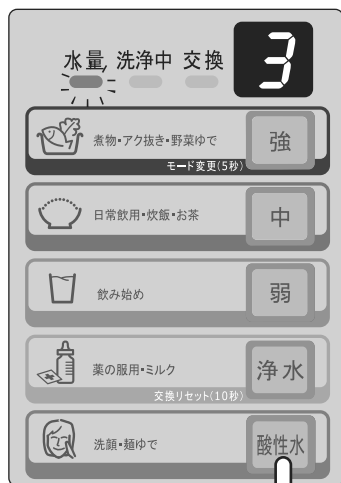 水量 洗浄中 交換 3
煮物・アク抜き・野菜ゆで 強
モード変更(5秒)
日常飲用・炊飯・お茶 中
飲み始め 弱
薬の服用・ミルク 浄水
交換リセット(10秒)
洗顔・麺ゆで 酸性水